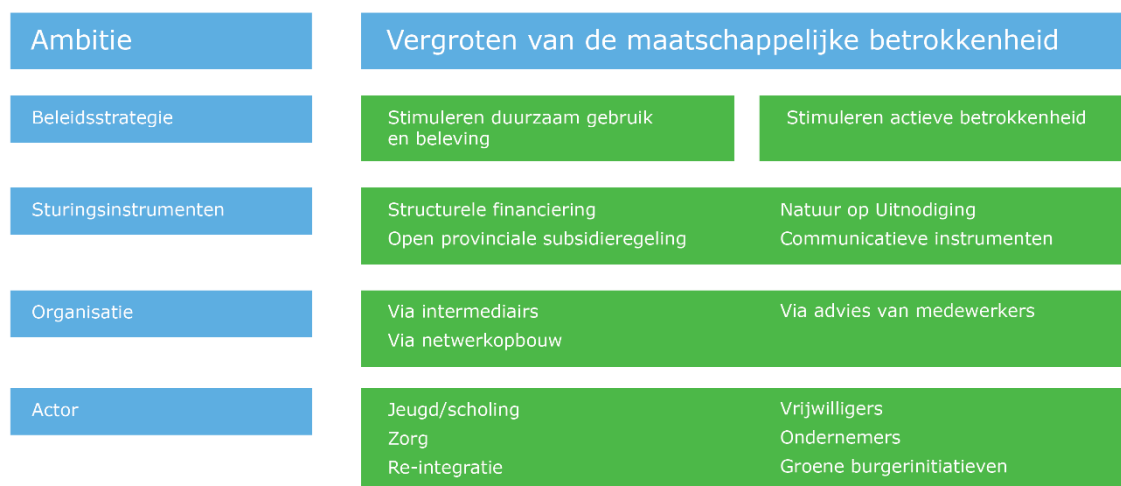 Ambitie
Vergroten van de maatschappelijke betrokkenheid
Beleidsstrategie
Stimuleren duurzaam gebruik
en beleving
Stimuleren actieve betrokkenheid
Sturingsinstrumenten
Structurele financiering
Open provinciale subsidieregeling
Natuur op Uitnodiging
Communicatieve instrumenten
Organisatie
Via intermediairs
Via netwerkopbouw
Via advies van medewerkers
Actor
Jeugd/scholing
Zorg
Re-integratie
Vrijwilligers
Ondernemers
Groene burgerinitiatieven